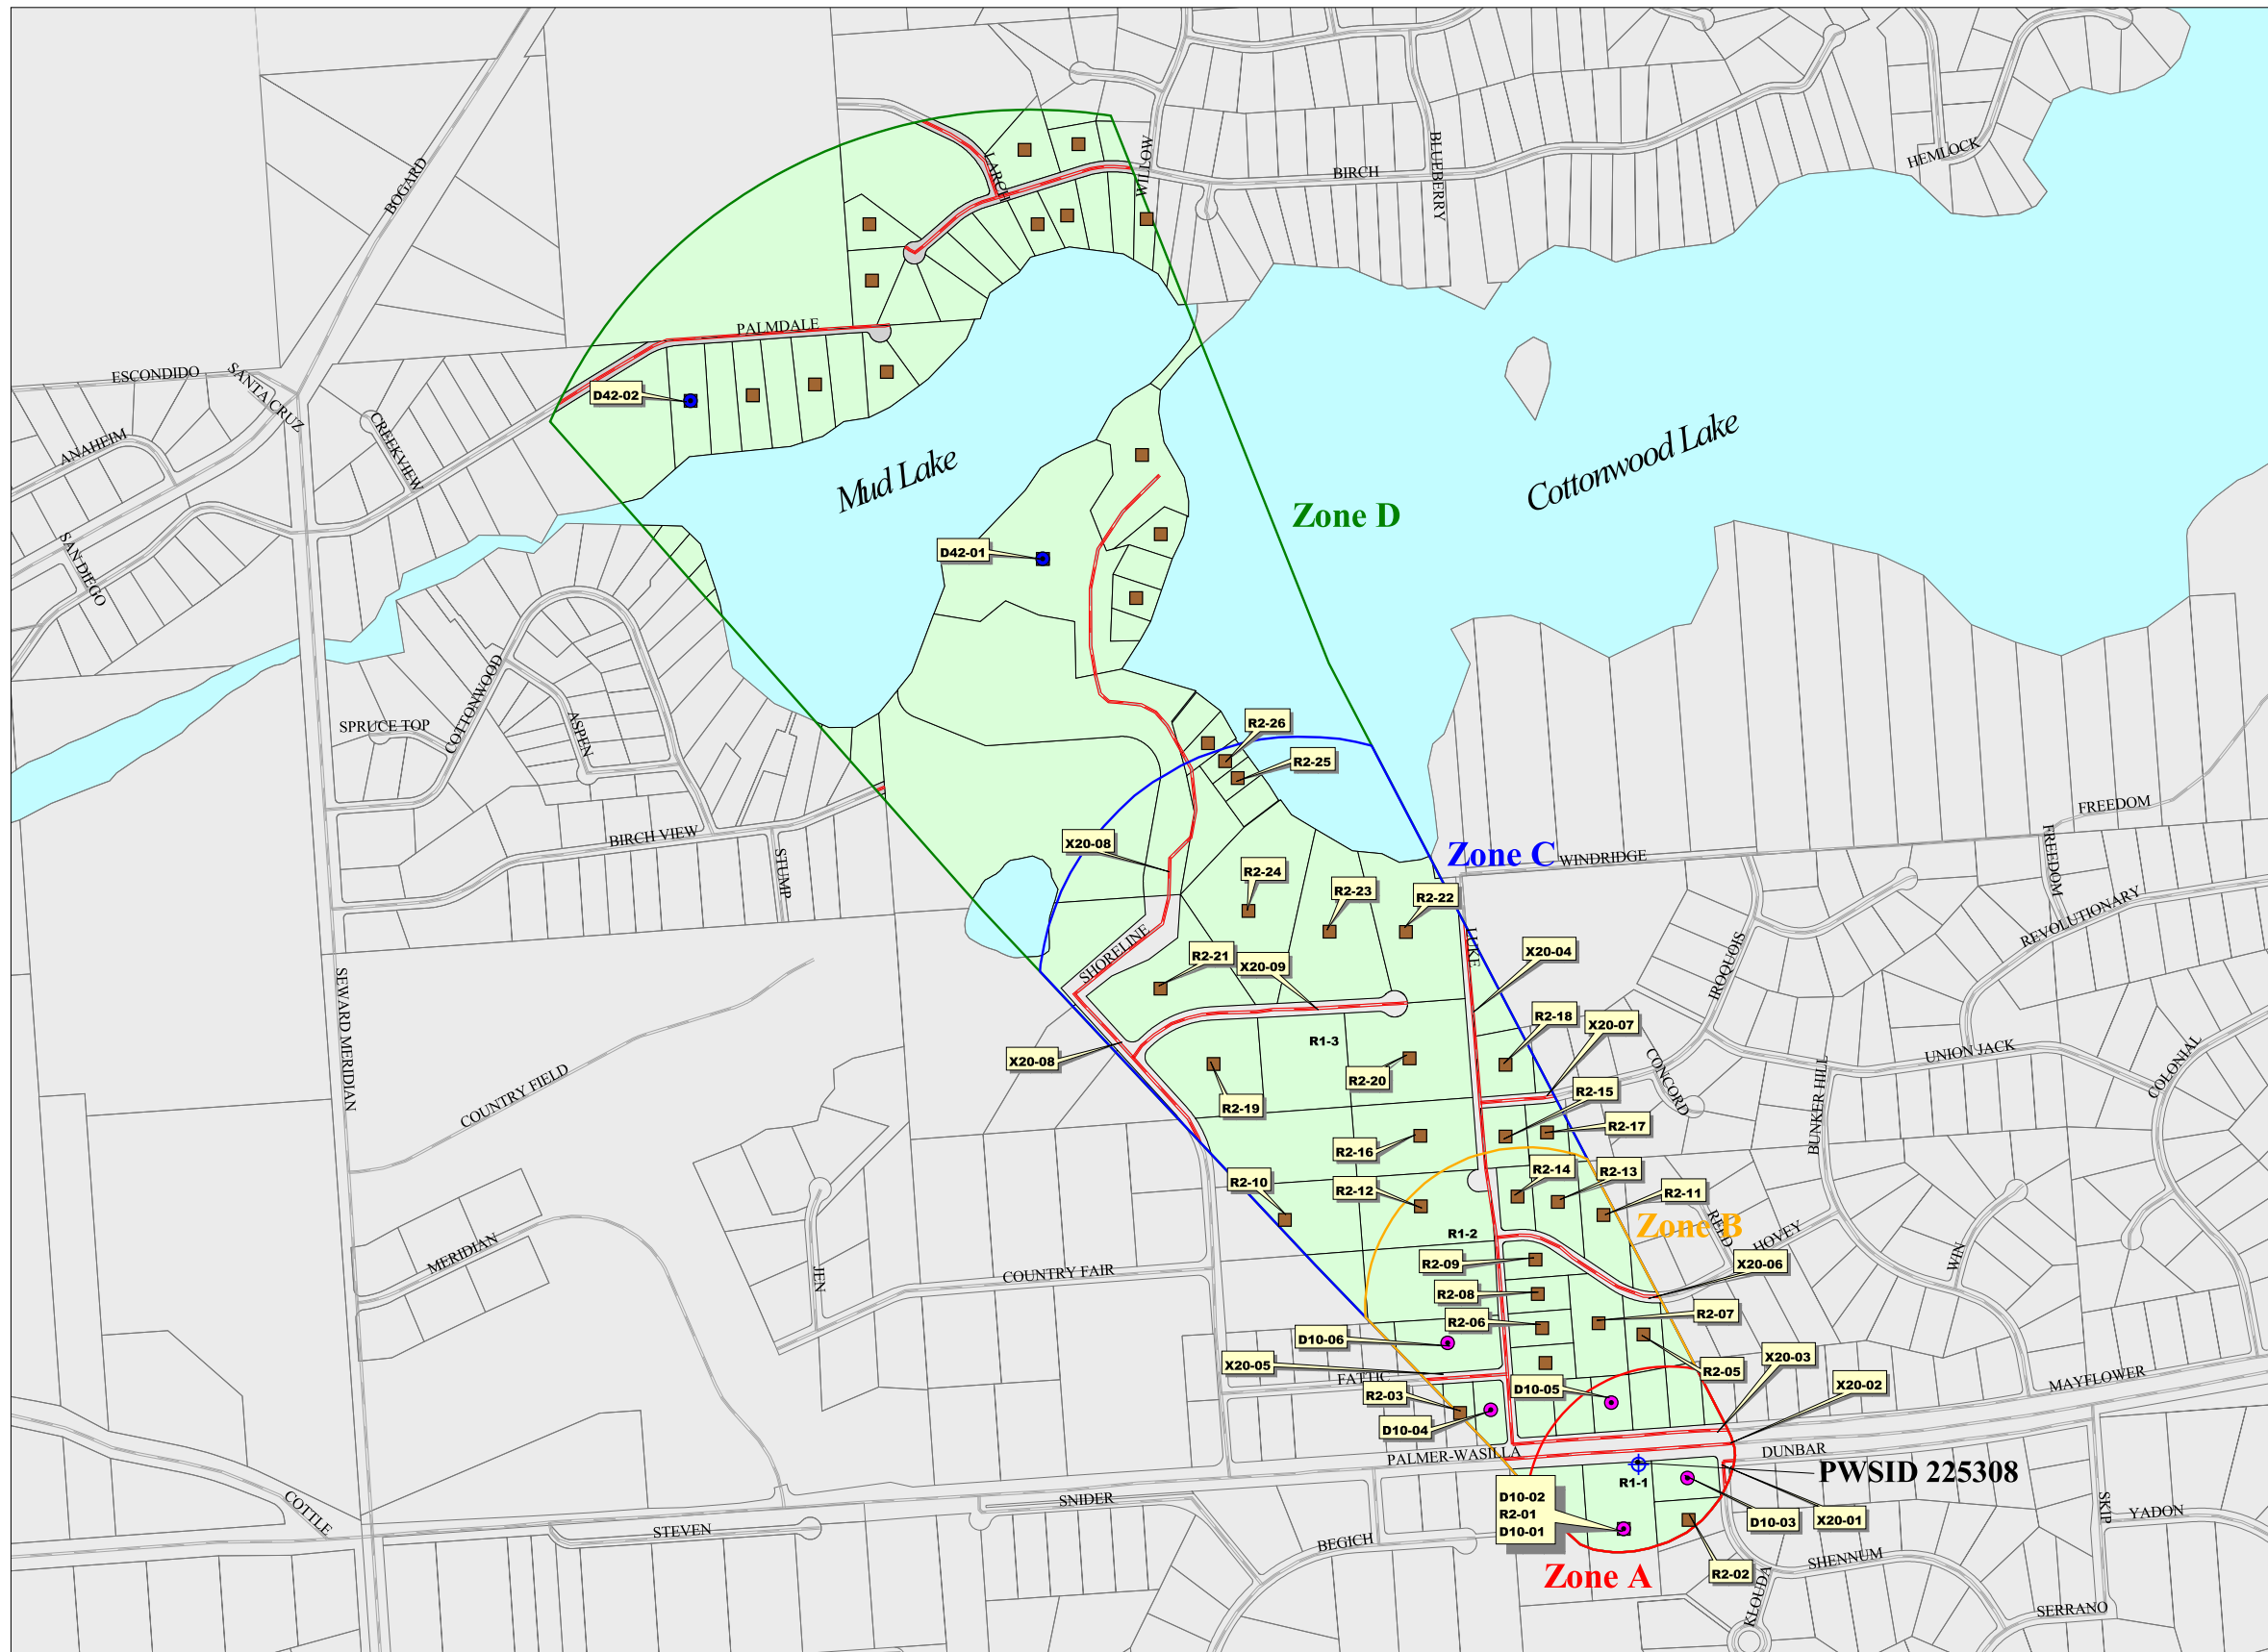 LARCH
WILLOW
BLUEBERRY
BIRCH
HEMLOCK
BOGARD
PALMDALE
ESCONDIDO
SANTA CRUZ
D42-02
ANAHEIM
CREEKVIEW
Mud Lake
Cottonwood Lake
Zone D
SAN DIEGO
D42-01
COTTONWOOD
SPRUCE TOP
ASPEN
R2-26
R2-25
BIRCH VIEW
STUMP
X20-08
Zone C
WINDRIDGE
FREEDOM
FREEDOM
R2-24
R2-23
R2-22
REVOLUTIONARY
SHORELINE
R2-21
X20-09
LUKE
X20-04
IROQUOIS
SEWARD MERIDIAN
R2-18
X20-07
R1-3
X20-08
R2-20
CONCORD
UNION JACK
COLONIAL
COUNTRY FIELD
R2-19
R2-15
BUNKER HILL
R2-17
R2-16
R2-14
R2-13
R2-10
R2-12
R2-11
Zone B
REED
HOVEY
R1-2
MERIDIAN
JEN
COUNTRY FAIR
R2-09
X20-06
WIN
R2-08
R2-06
R2-07
D10-06
X20-05
FATTIC
X20-03
R2-05
MAYFLOWER
R2-03
D10-05
X20-02
D10-04
PALMER-WASILLA
DUNBAR
R1-1
PWSID 225308
COTTLE
SNIDER
STEVEN
D10-02
R2-01
D10-01
D10-03
X20-01
SKIP
YADON
BEGICH
Zone A
R2-02
SHENNUM
KLOUDA
SERRANO